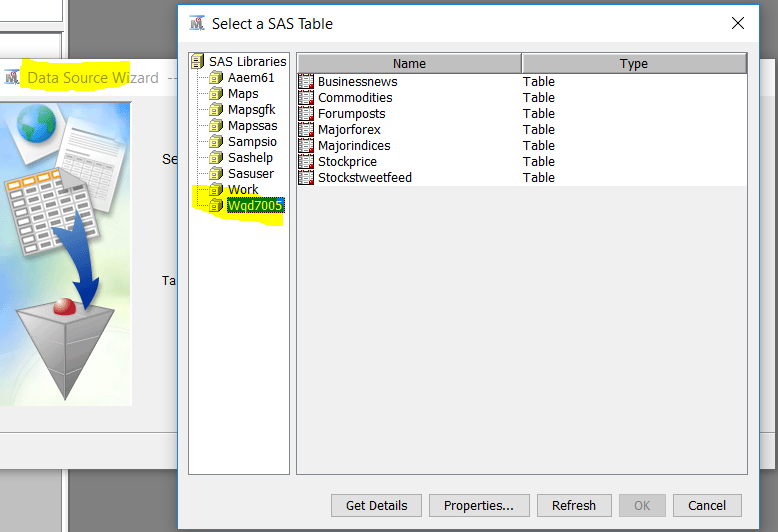 Select a SAS Table
Data Source Wizard --
SAS Libraries
Aaem61
Maps
Mapsgfk
Mapssas
Sampsio
Sashelp
Sasuser
Work
Wqd7005
Name Type
Businessnews Table
Commodities Table
Forumposts Table
Majorforex Table
Majorindices Table
Stockprice Table
Stockstweetfeed Table
Se
Ta
Get Details Properties... Refresh OK Cancel